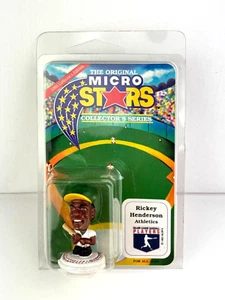 THE ORIGINAL
MICRO
STARS
COLLECTOR'S SERIES
Rickey
Henderson
Athletics
PLAYERS